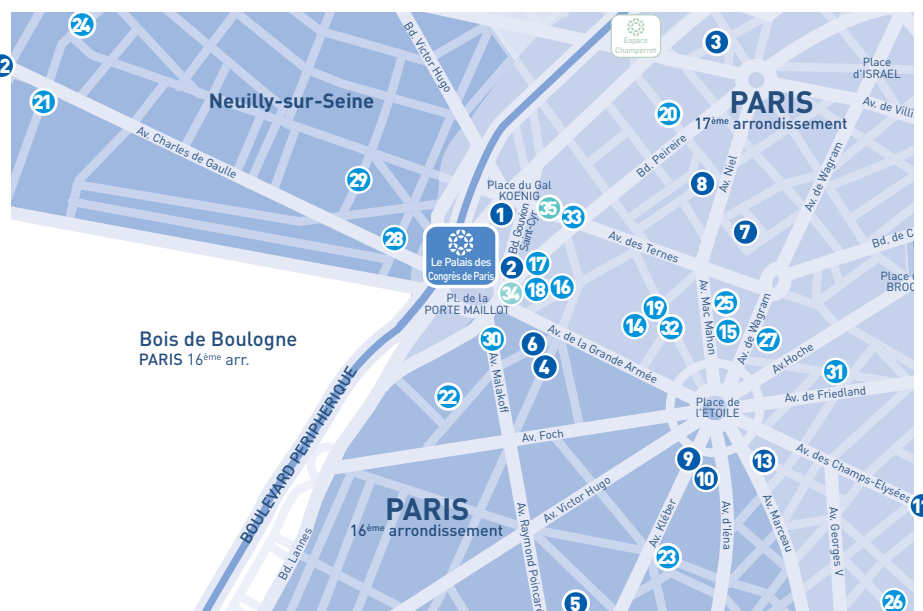 24
Bd. Victor Hugo
Espace
Champerret
3
Place
d'ISRAEL
2
21
Neuilly-sur-Seine
PARIS
17ème arrondissement
20
Av. de Villi
Av. Charles de Gaulle
Bd. Peireire
Av. Niel
Av. de Wagram
29
8
Place du Gal
KOENIG
1
35
33
Bd. Gouvion
Saint-Cyr
7
28
Av. des Ternes
Bd. de C
Le Palais des
Congrès de Paris
2
17
Place d
BROC
34
18
16
Pl. de la
PORTE MAILLOT
19
25
14
32
Av. Mac Mahon
15
Av. de Wagram
27
Bois de Boulogne
PARIS 16ème arr.
30
6
4
Av. de la Grande Armée
Av.Hoche
31
Av. Malakoff
22
Place de
l'ETOILE
Av. de Friedland
BOULEVARD PERIPHERIQUE
Av. Foch
9
10
13
Av. des Champs-Elysées
11
PARIS
16ème arrondissement
Av. Victor Hugo
Av. Raymond Poincar
Av. Kléber
Av. d'Iéna
Av. Marceau
Av. Georges V
Bd. Lannes
23
5
26